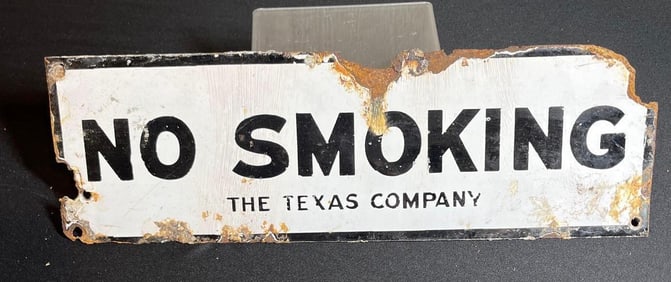 NO SMOKING
THE TEXAS COMPANY